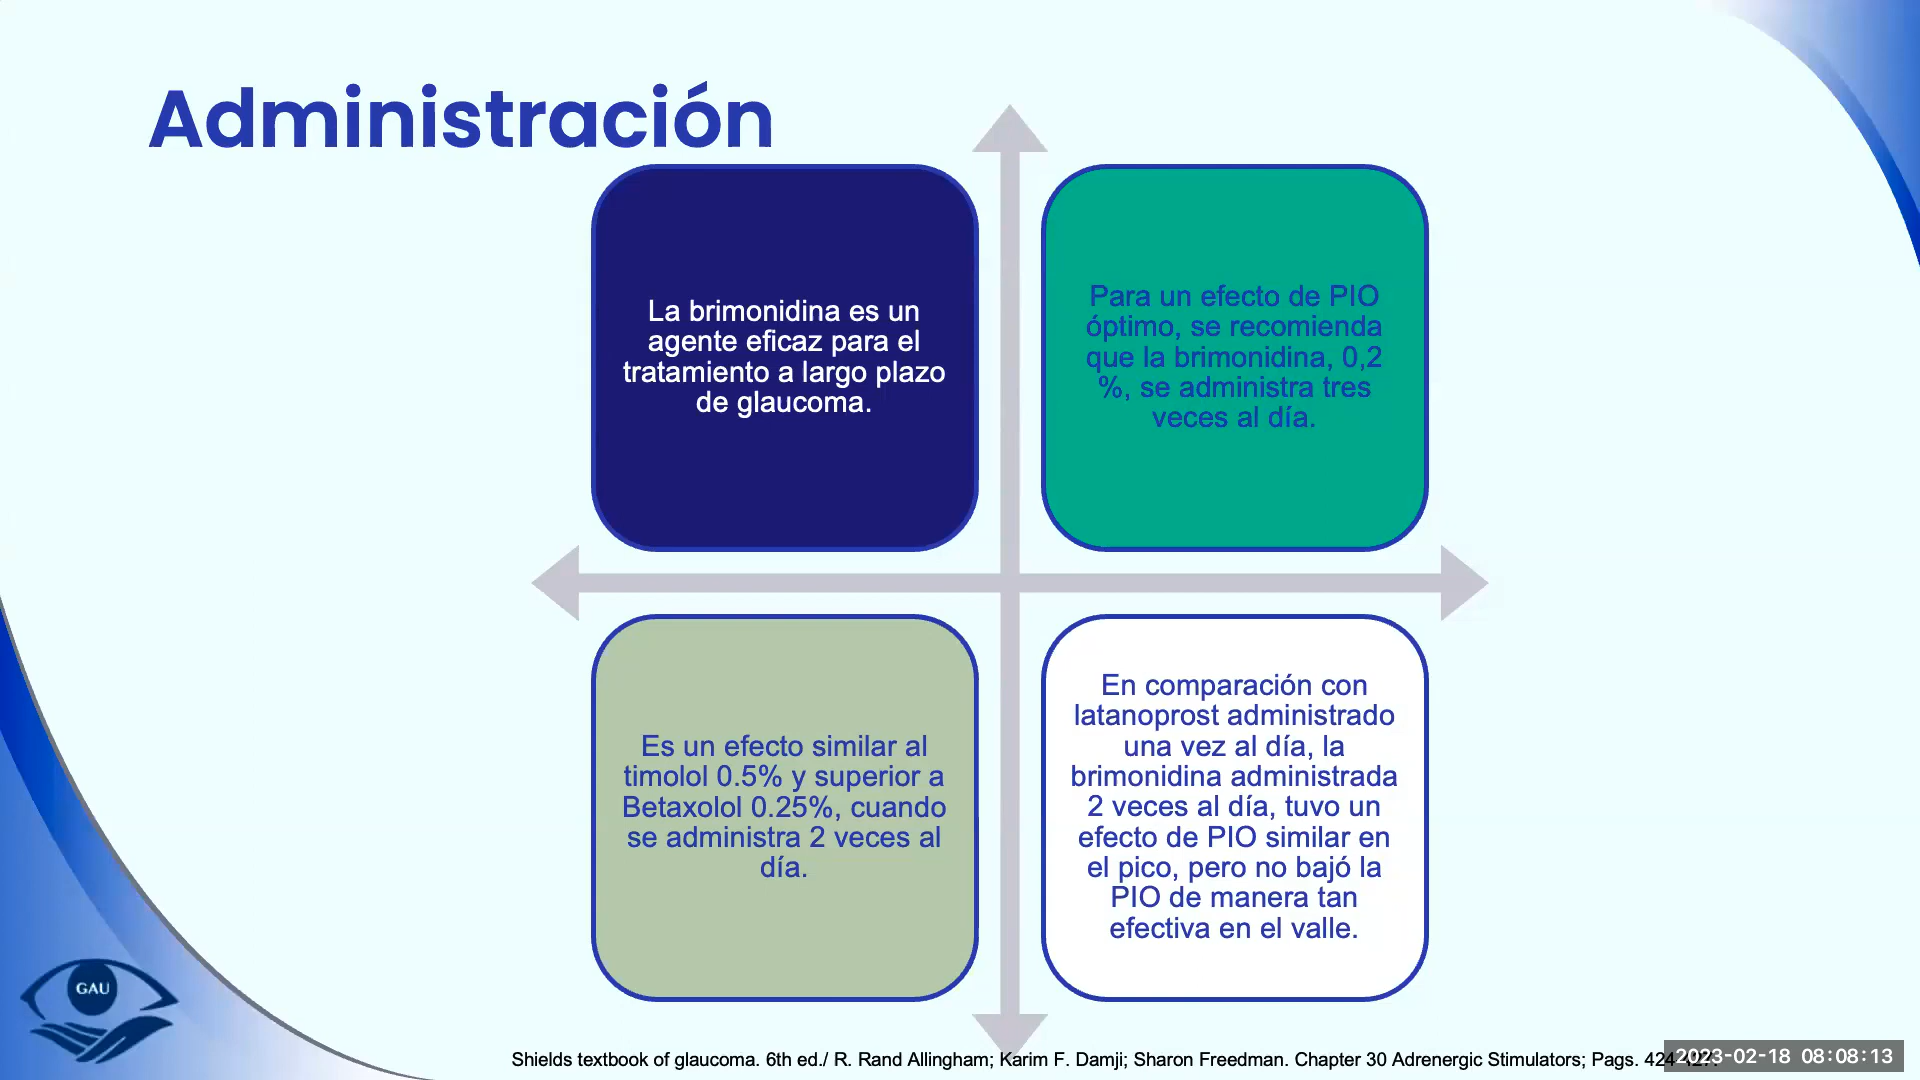 Administración
La brimonidina es un
agente eficaz para el
tratamiento a largo plazo
de glaucoma.
Para un efecto de PIO
óptimo, se recomienda
que la brimonidina, 0,2
%, se administra tres
veces al día.
Es un efecto similar al
timolol 0.5% y superior a
Betaxolol 0.25%, cuando
se administra 2 veces al
día.
En comparación con
latanoprost administrado
una vez al día, la
brimonidina administrada
2 veces al día, tuvo un
efecto de PIO similar en
el pico, pero no bajó la
PIO de manera tan
efectiva en el valle.
GAU
Shields textbook of glaucoma. 6th ed./ R. Rand Allingham; Karim F. Damji; Sharon Freedman. Chapter 30 Adrenergic Stimulators; Pags.
2023-02-18 08:08:13